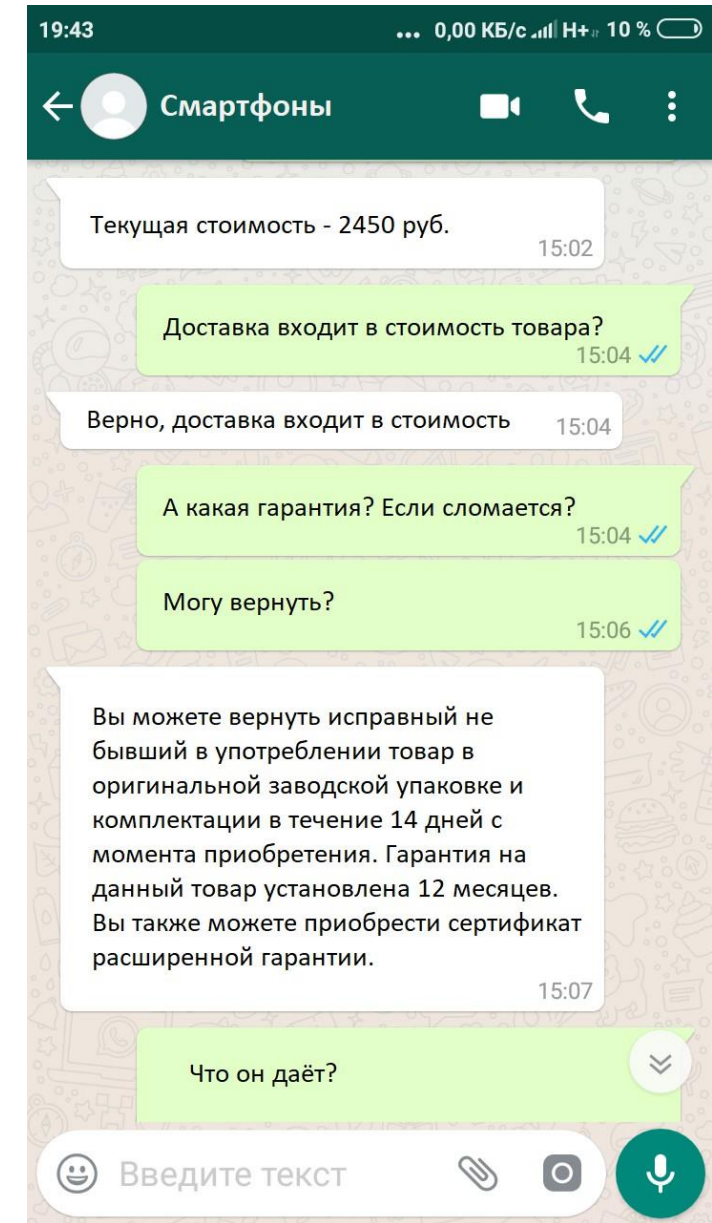 19:43 ... 0,00 КБ/с H+ 10 %
Смартфоны
Текущая стоимость - 2450 руб.
15:02
Доставка входит в стоимость товара?
15:04
Верно, доставка входит в стоимость 15:04
А какая гарантия? Если сломается?
15:04
Могу вернуть?
15:06
Вы можете вернуть исправный не
бывший в употреблении товар в
оригинальной заводской упаковке и
комплектации в течение 14 дней с
момента приобретения. Гарантия на
данный товар установлена 12 месяцев.
Вы также можете приобрести сертификат
расширенной гарантии.
15:07
Что он даёт?
Введите текст